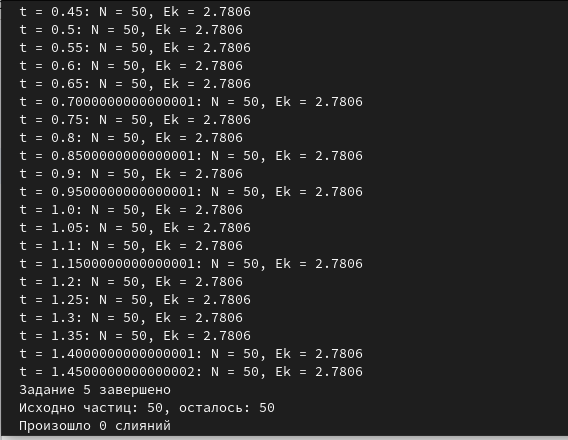 t = 0.45: N = 50, Ek = 2.7806
t = 0.5: N = 50, Ek = 2.7806
t = 0.55: N = 50, Ek = 2.7806
t = 0.6: N = 50, Ek = 2.7806
t = 0.65: N = 50, Ek = 2.7806
t = 0.7000000000000001: N = 50, Ek = 2.7806
t = 0.75: N = 50, Ek = 2.7806
t = 0.8: N = 50, Ek = 2.7806
t = 0.8500000000000001: N = 50, Ek = 2.7806
t = 0.9: N = 50, Ek = 2.7806
t = 0.9500000000000001: N = 50, Ek = 2.7806
t = 1.0: N = 50, Ek = 2.7806
t = 1.05: N = 50, Ek = 2.7806
t = 1.1: N = 50, Ek = 2.7806
t = 1.1500000000000001: N = 50, Ek = 2.7806
t = 1.2: N = 50, Ek = 2.7806
t = 1.25: N = 50, Ek = 2.7806
t = 1.3: N = 50, Ek = 2.7806
t = 1.35: N = 50, Ek = 2.7806
t = 1.4000000000000001: N = 50, Ek = 2.7806
t = 1.4500000000000002: N = 50, Ek = 2.7806
Задание 5 завершено
Исходно частиц: 50, осталось: 50
Произошло 0 слияний